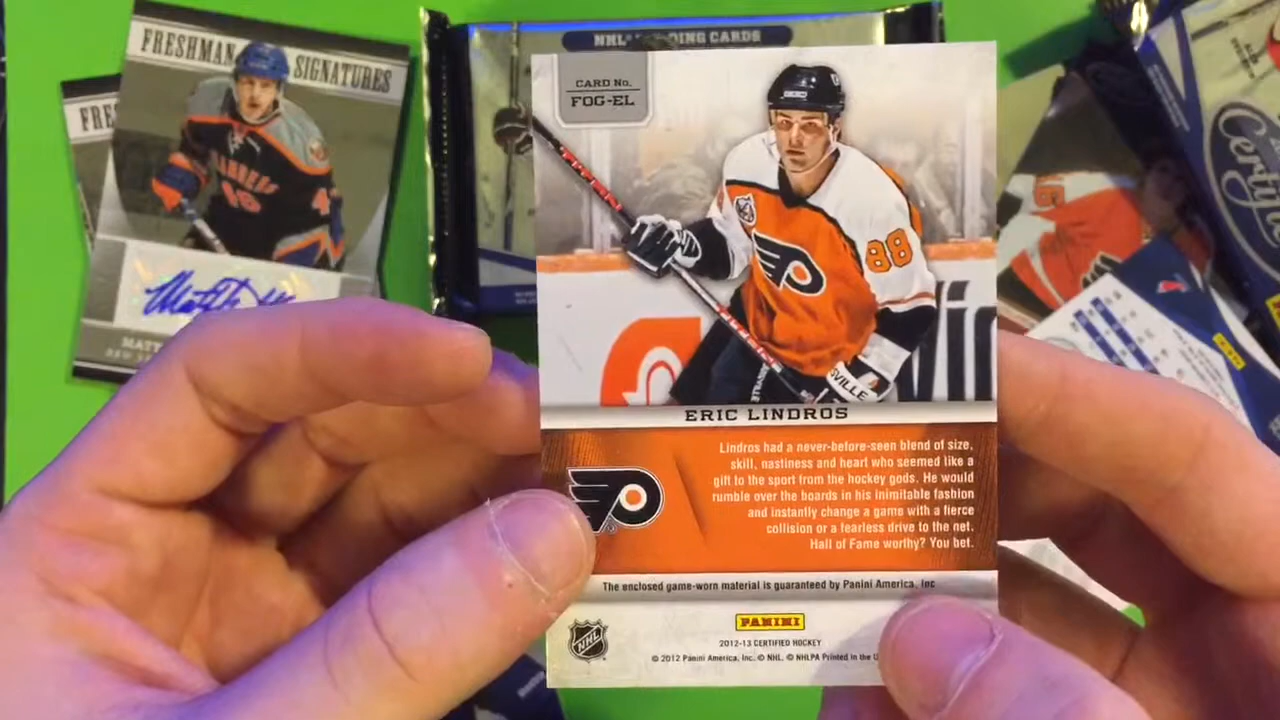 FRESHMAN SIGNATURES
FRE
NHL TRADING CARDS
CARD No.
FOG-EL
88
SVILLE
ERIC LINDROS
Lindros had a never-before-seen blend of size,
skill, nastiness and heart who seemed like a
gift to the sport from the hockey gods. He would
rumble over the boards in his inimitable fashion
and instantly change a game with a fierce
collision or a fearless drive to the net.
Hall of Fame worthy? You bet.
The enclosed game-worn material is guaranteed by Panini America, Inc
PANINI
NHL
2012-13 CERTIFIED HOCKEY
© 2012 Panini America, Inc. © NHL, © NHLPA Printed in the U
MATT
Certifie